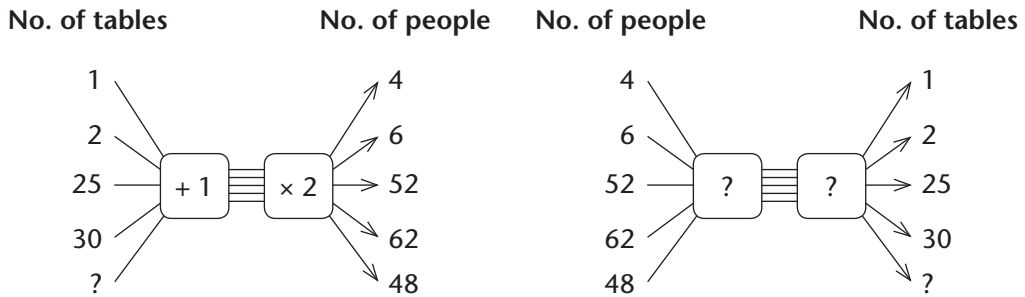 No. of tables No. of people No. of people No. of tables
1 4 4 1
2 6 6 2
25 + 1 × 2 52 52 ? ? 25
30 62 62 30
? 48 48 ?